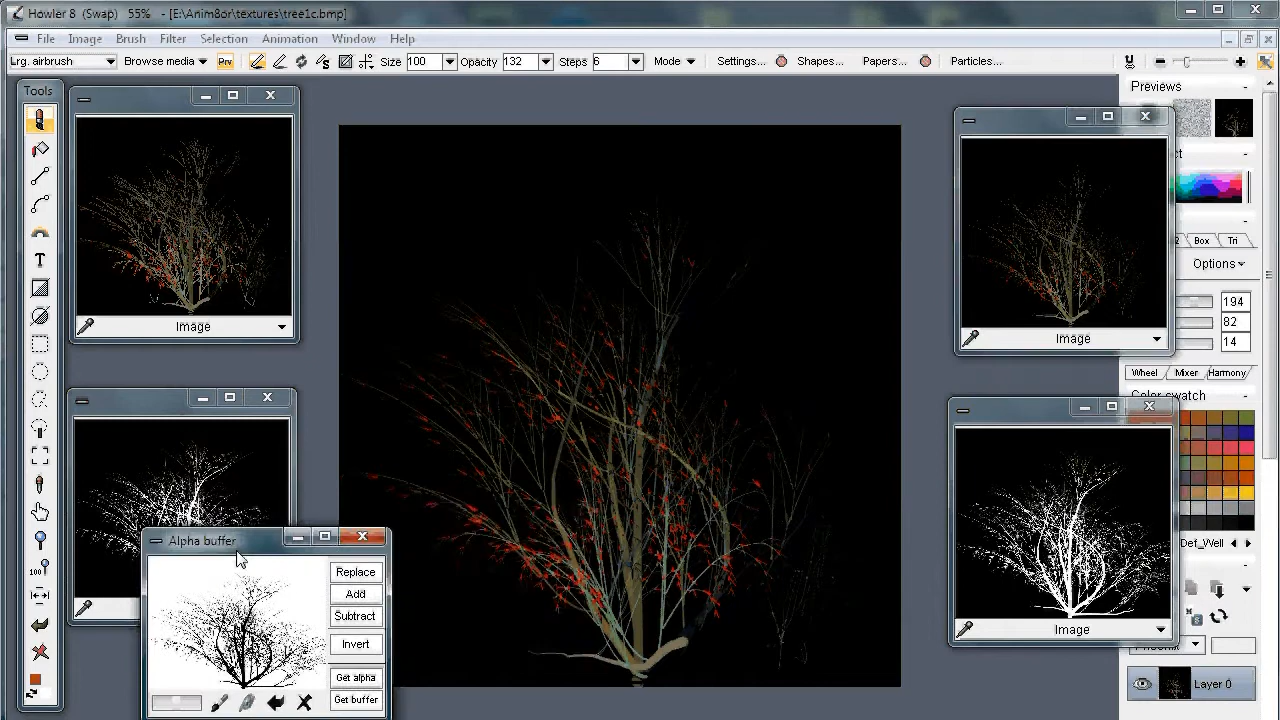 Howler 8 (Swap) 55% - [E:\Anim8or\textures\tree1c.bmp]
File Image Brush Filter Selection Animation Window Help
Lrg. airbrush Browse media Prv Size 100 Opacity 132 Steps 6 Mode Settings... Shapes... Papers... Particles...
Tools
Previews
Box Tri
Options
194
82
14
Image
Image
Wheel Mixer Harmony
Color swatch
Alpha buffer
Replace
Add
Subtract
Invert
Get alpha
Get buffer
100
Def_Well
Image
Layer 0